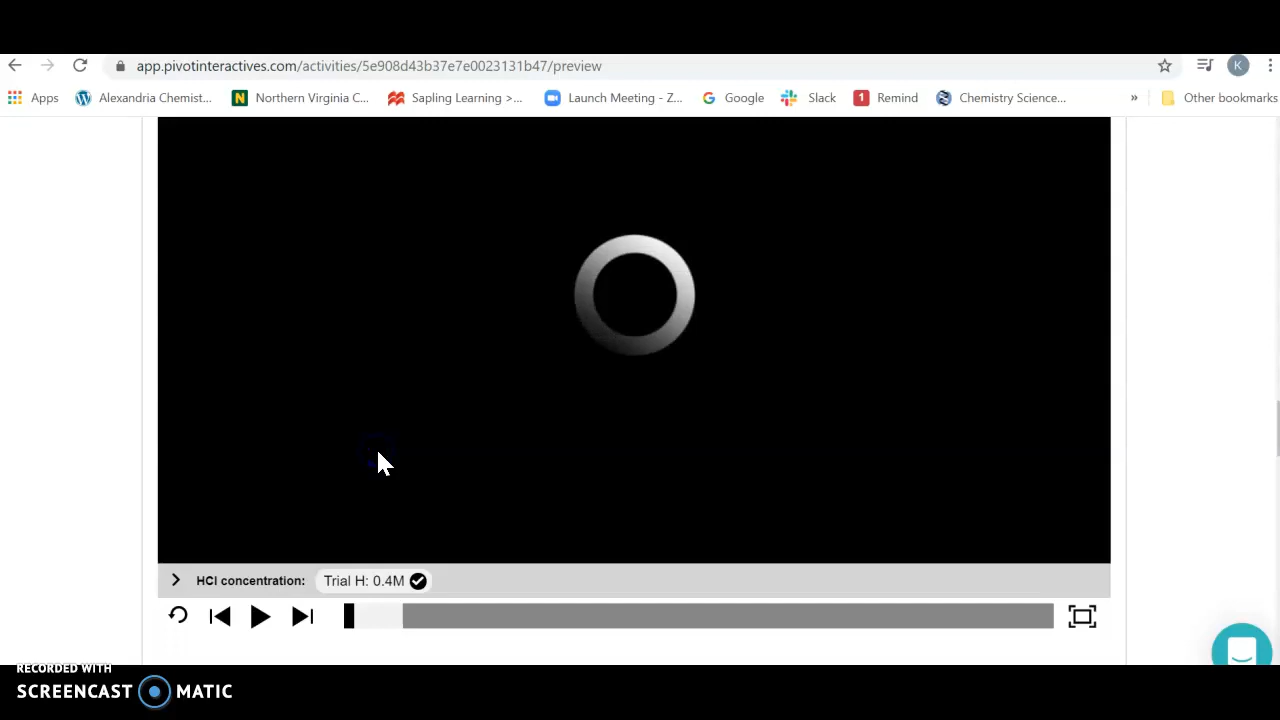 app.pivotinteractives.com/activities/5e908d43b37e7e0023131b47/preview
K
Apps Alexandria Chemist... N Northern Virginia C... Sapling Learning >... Launch Meeting - Z... Google Slack 1 Remind Chemistry Science... » Other bookmarks
HCl concentration: Trial H: 0.4M
RECORDED WITH
SCREENCAST MATIC